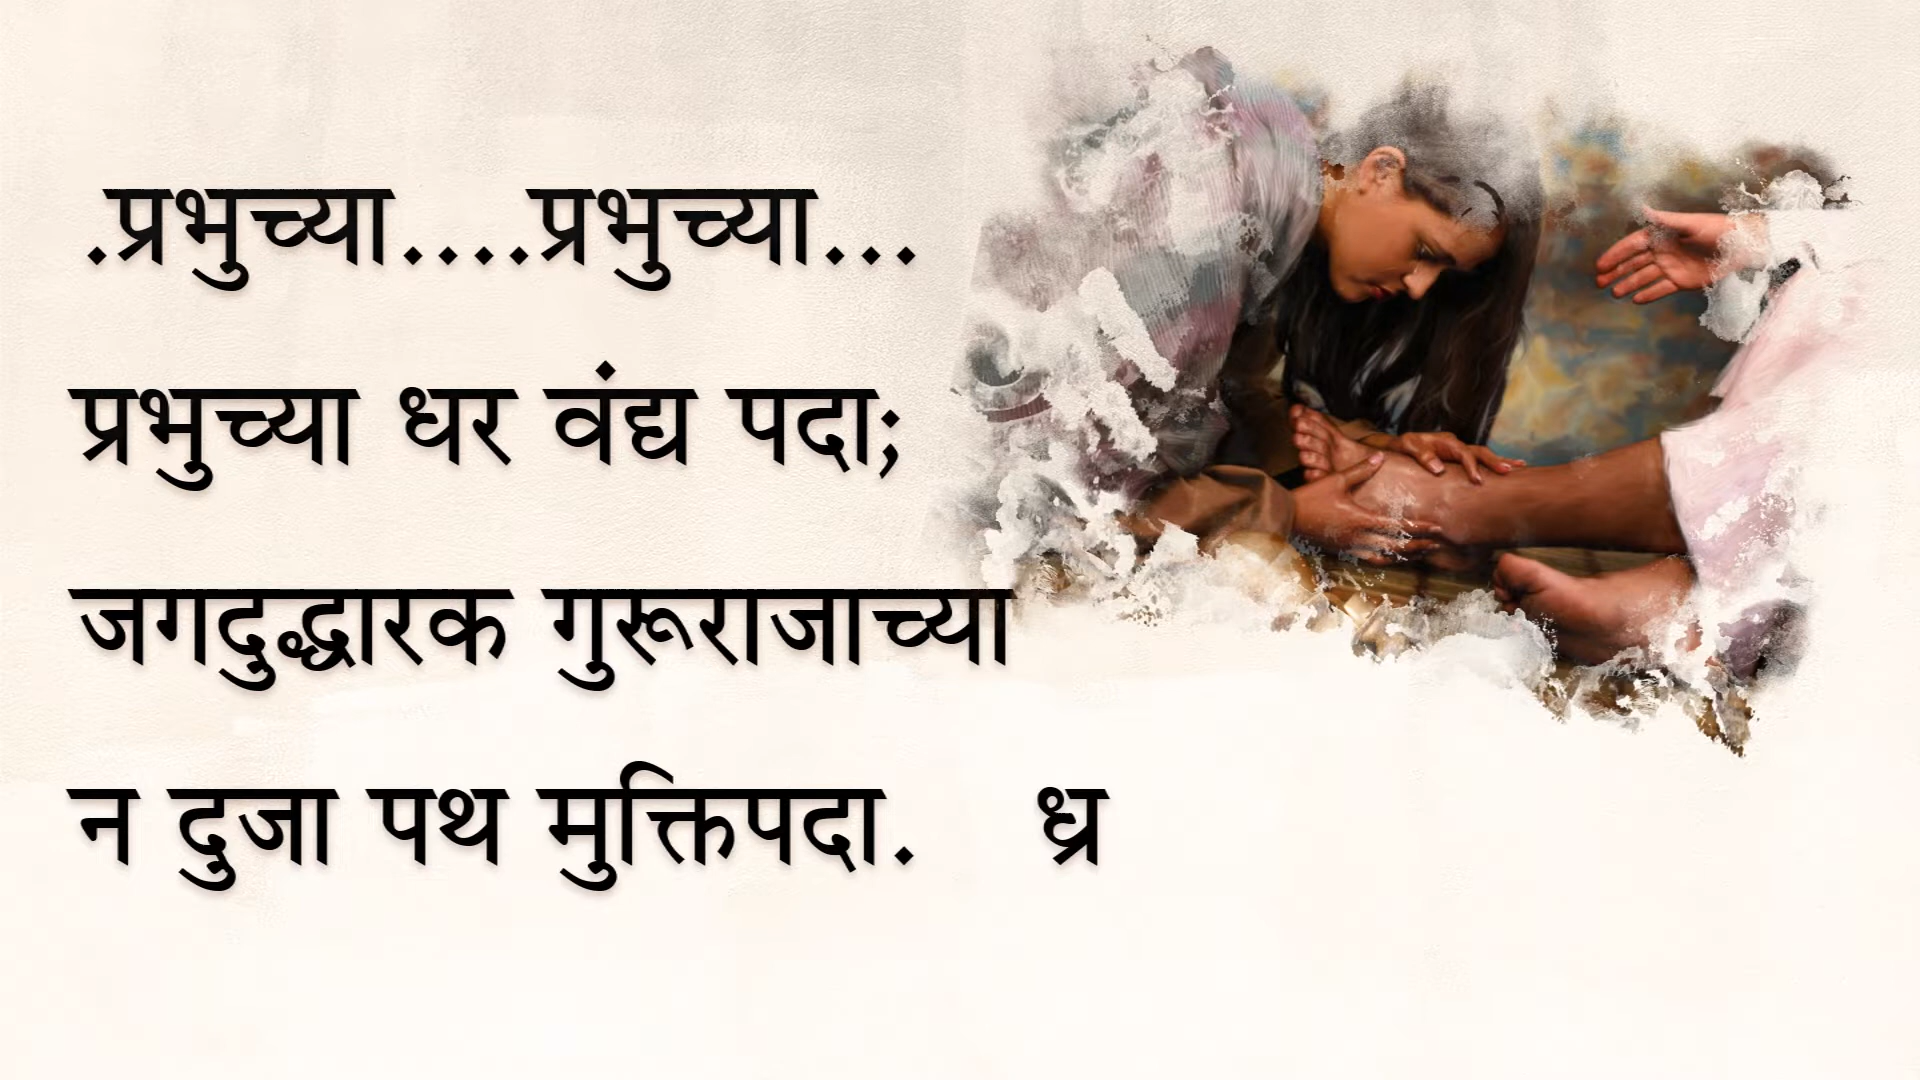 .प्रभुच्या....प्रभुच्या...
प्रभुच्या धर वंद्य पदा;
जगदुद्धारक गुरूराजाच्या
न दुजा पथ मुक्तिपदा. ध्र